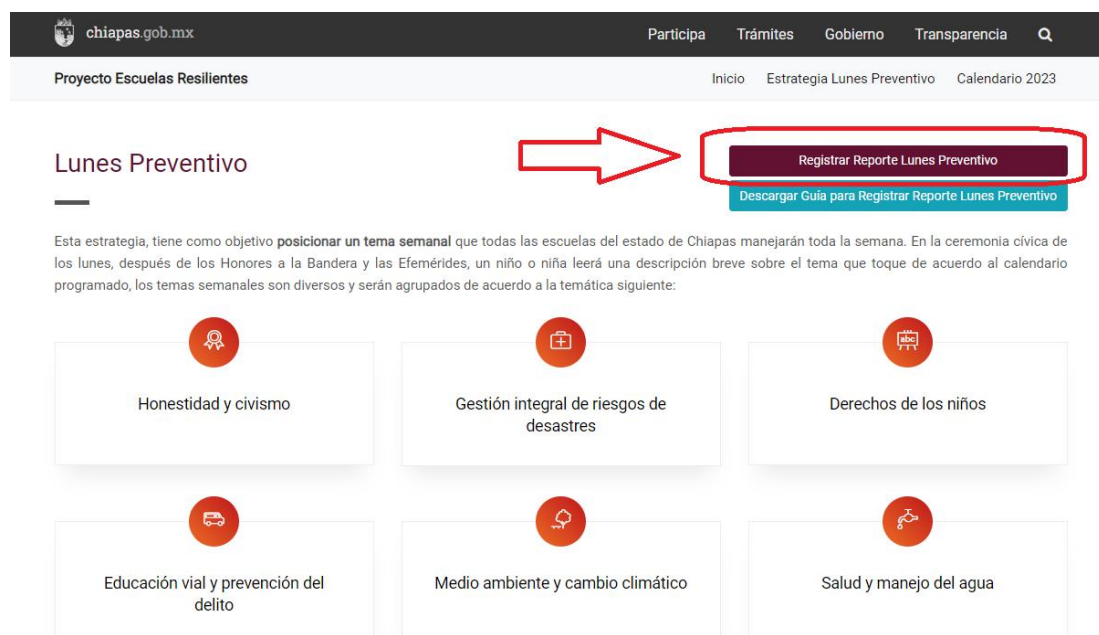 chiapas.gob.mx
Participa Trámites Gobierno Transparencia
Proyecto Escuelas Resilientes
Inicio Estrategia Lunes Preventivo Calendario 2023
Lunes Preventivo
Registrar Reporte Lunes Preventivo
Descargar Guía para Registrar Reporte Lunes Preventivo
Esta estrategia, tiene como objetivo posicionar un tema semanal que todas las escuelas del estado de Chiapas manejarán toda la semana. En la ceremonia cívica de
los lunes, después de los Honores a la Bandera y las Efemérides, un niño o niña leerá una descripción breve sobre el tema que toque de acuerdo al calendario
programado, los temas semanales son diversos y serán agrupados de acuerdo a la temática siguiente:
abc
Honestidad y civismo
Gestión integral de riesgos de
desastres
Derechos de los niños
Educación vial y prevención del
delito
Medio ambiente y cambio climático
Salud y manejo del agua